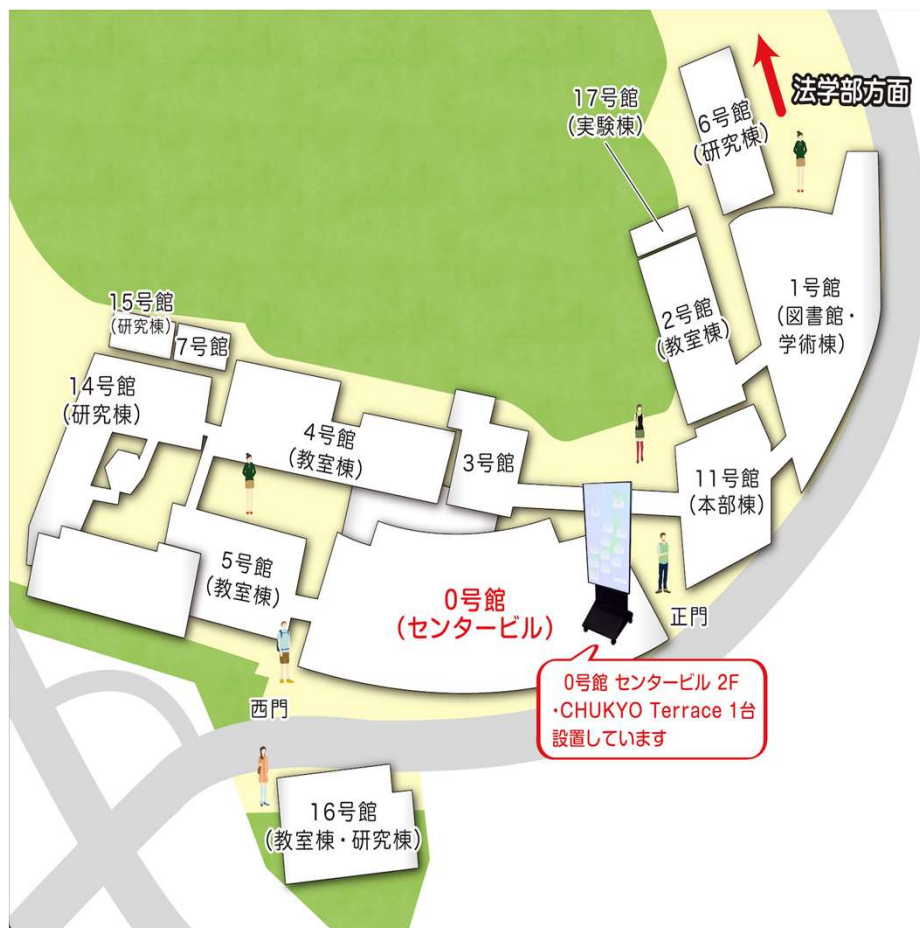 法学部方面
17号館
(実験棟)
6号館
(研究棟)
1号館
(図書館・
学術棟)
2号館
(教室棟)
15号館
(研究棟)
7号館
14号館
(研究棟)
4号館
(教室棟)
3号館
11号館
(本部棟)
5号館
(教室棟)
0号館
(センタービル)
正門
0号館 センタービル 2F
・CHUKYO Terrace 1台
設置しています
西門
16号館
(教室棟・研究棟)